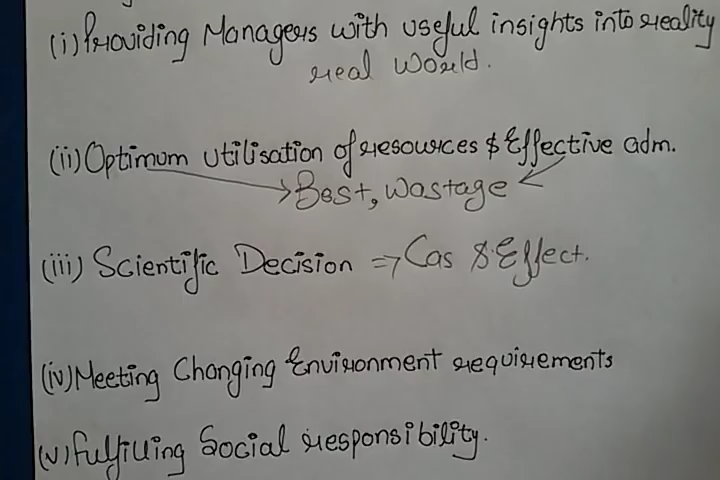 (i) Providing Managers with useful insights into reality
real World.
(ii) Optimum utilisation of resources & Effective adm.
Best, Wastage
(iii) Scientific Decision => Cas & Effect.
(iv) Meeting Changing Environment requirements
(v) Fulfilling Social responsibility.